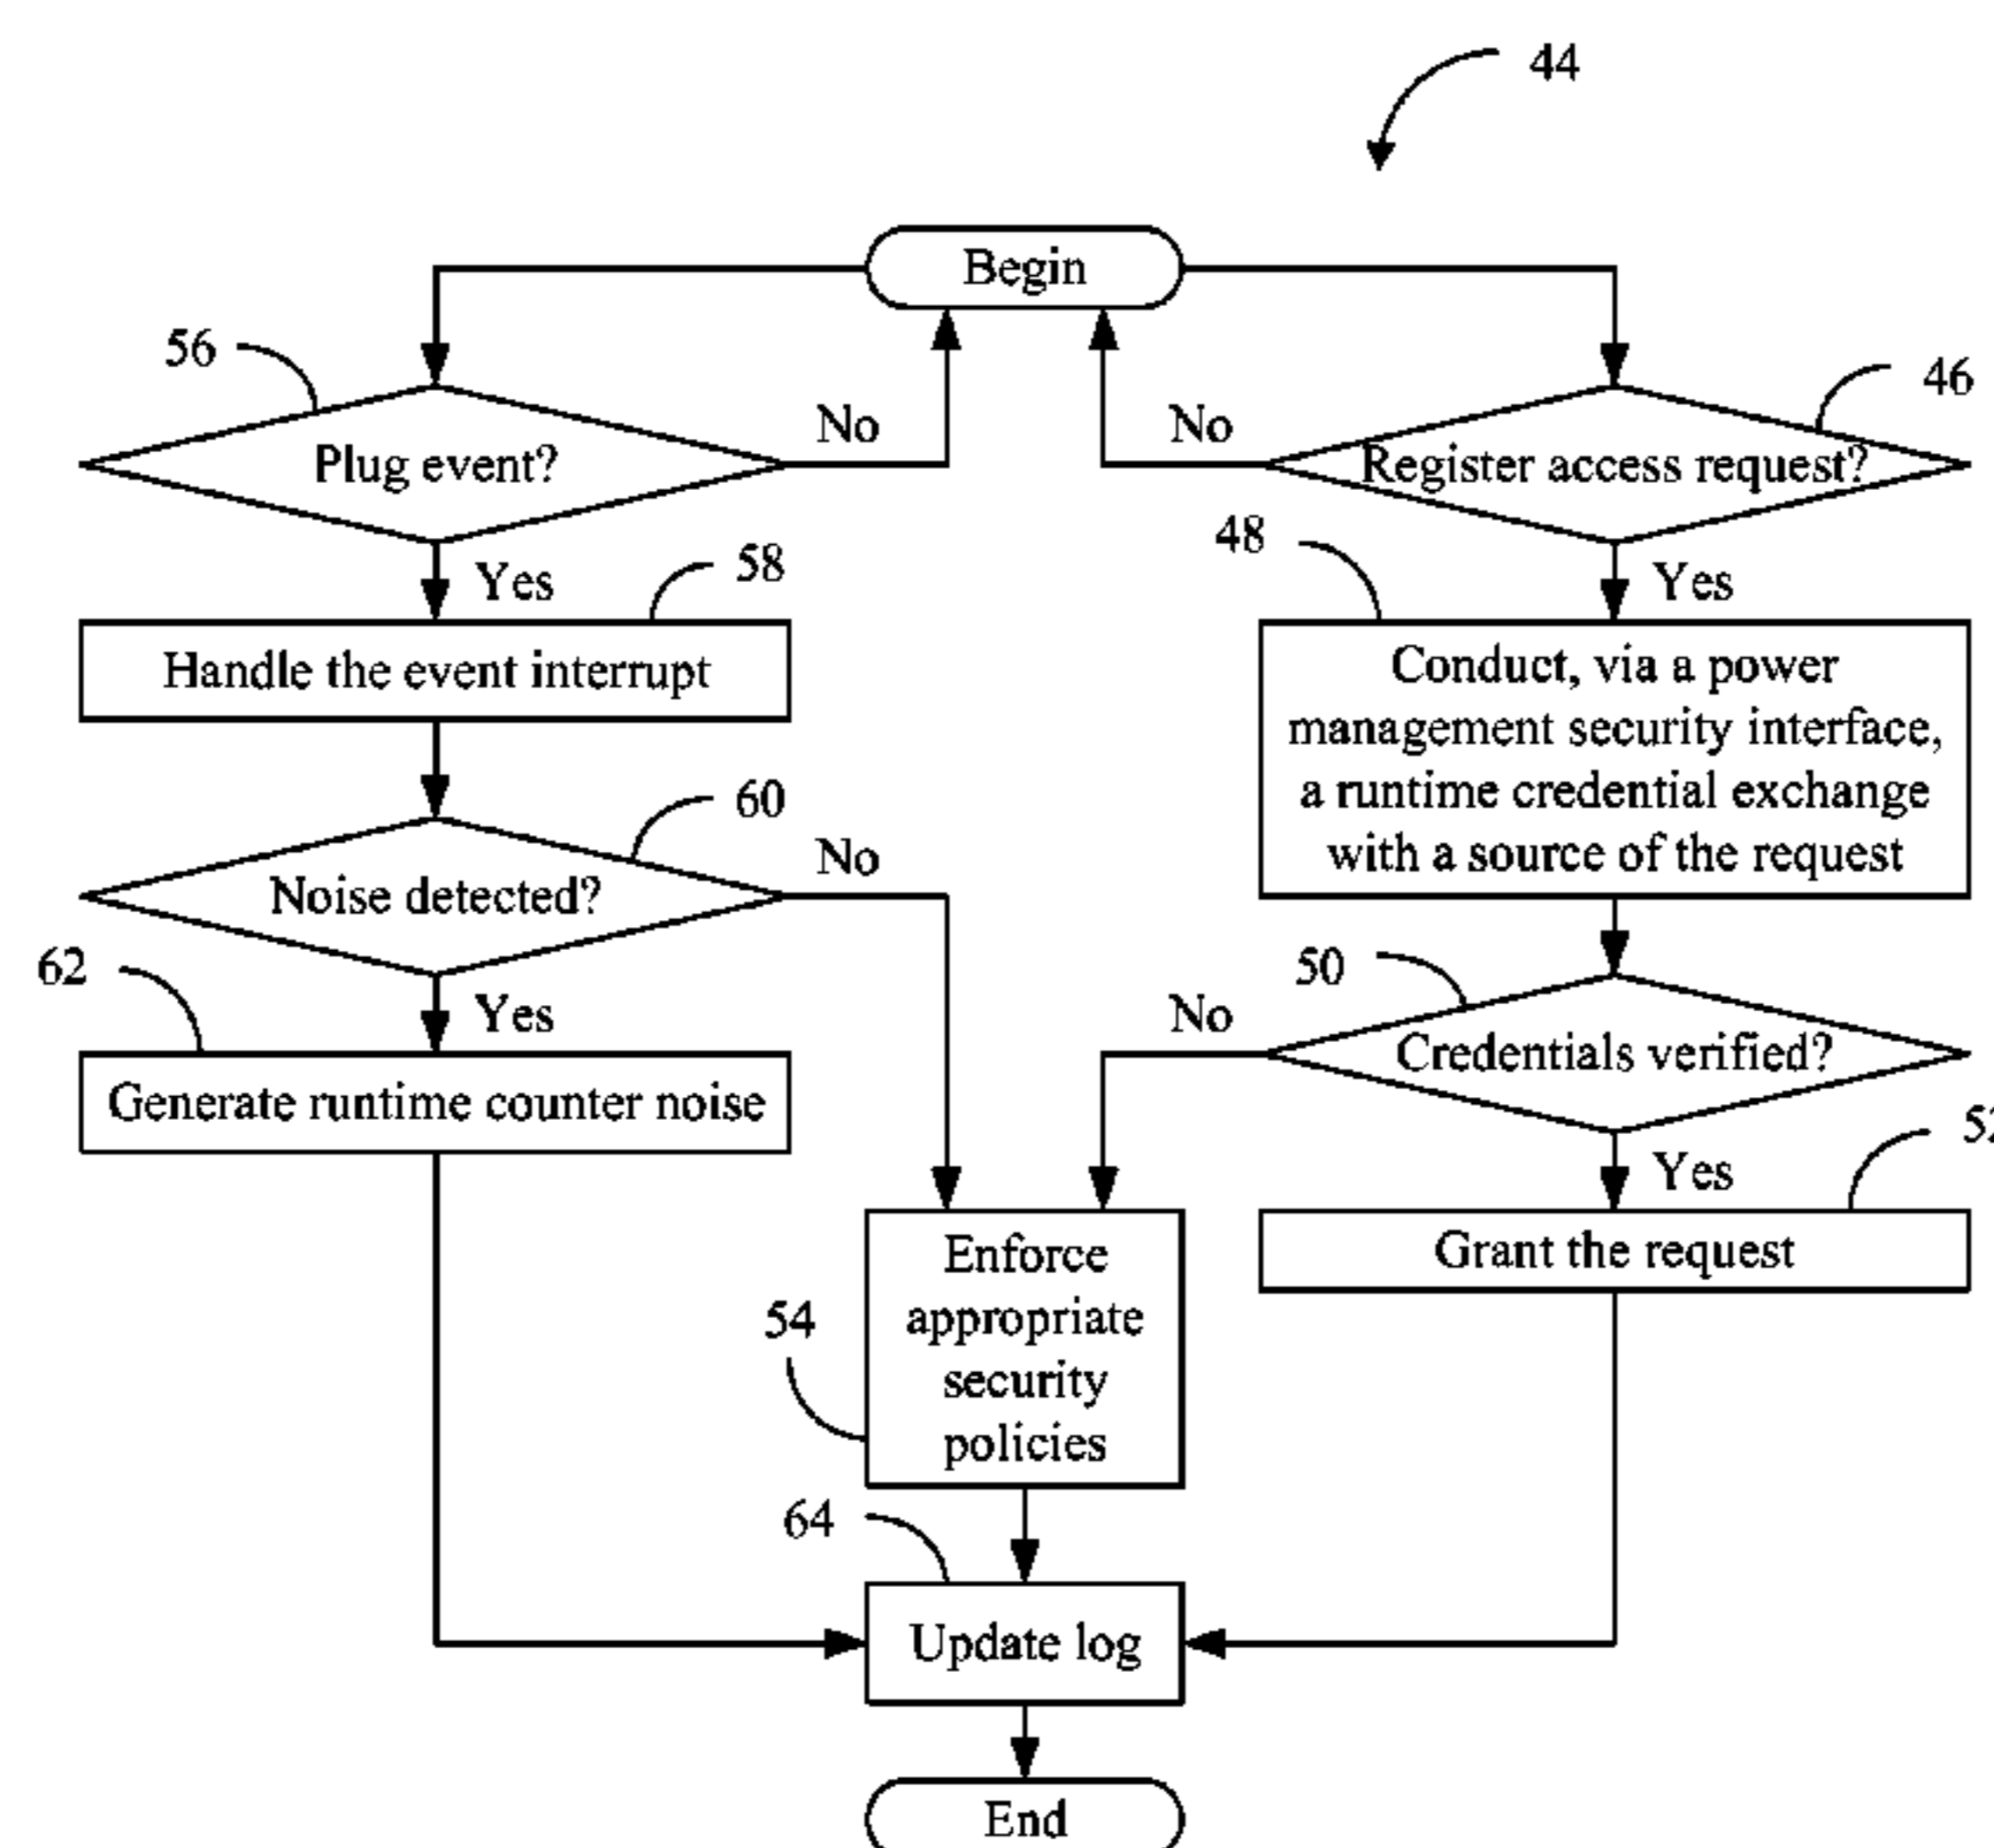 44
Begin
56
46
No
No
Plug event?
Register access request?
48
58
Yes
Yes
Handle the event interrupt
Conduct, via a power
management security interface,
a runtime credential exchange
with a source of the request
60
No
Noise detected?
62
50
Yes
No
Credentials verified?
Generate runtime counter noise
Yes
Enforce
appropriate
security
policies
Grant the request
54
64
Update log
End